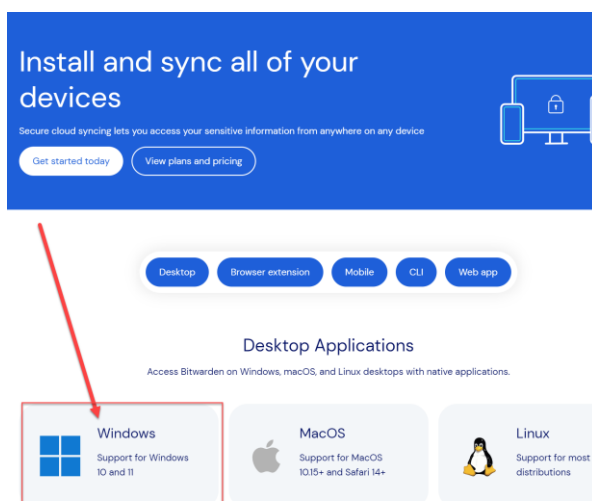 Install and sync all of your
devices
Secure cloud syncing lets you access your sensitive information from anywhere on any device
Get started today
View plans and pricing
Desktop
Browser extension
Mobile
CLI
Web app
Desktop Applications
Access Bitwarden on Windows, macOS, and Linux desktops with native applications.
Windows
Support for Windows
10 and 11
MacOS
Support for MacOS
10.15+ and Safari 14+
Linux
Support for most
distributions